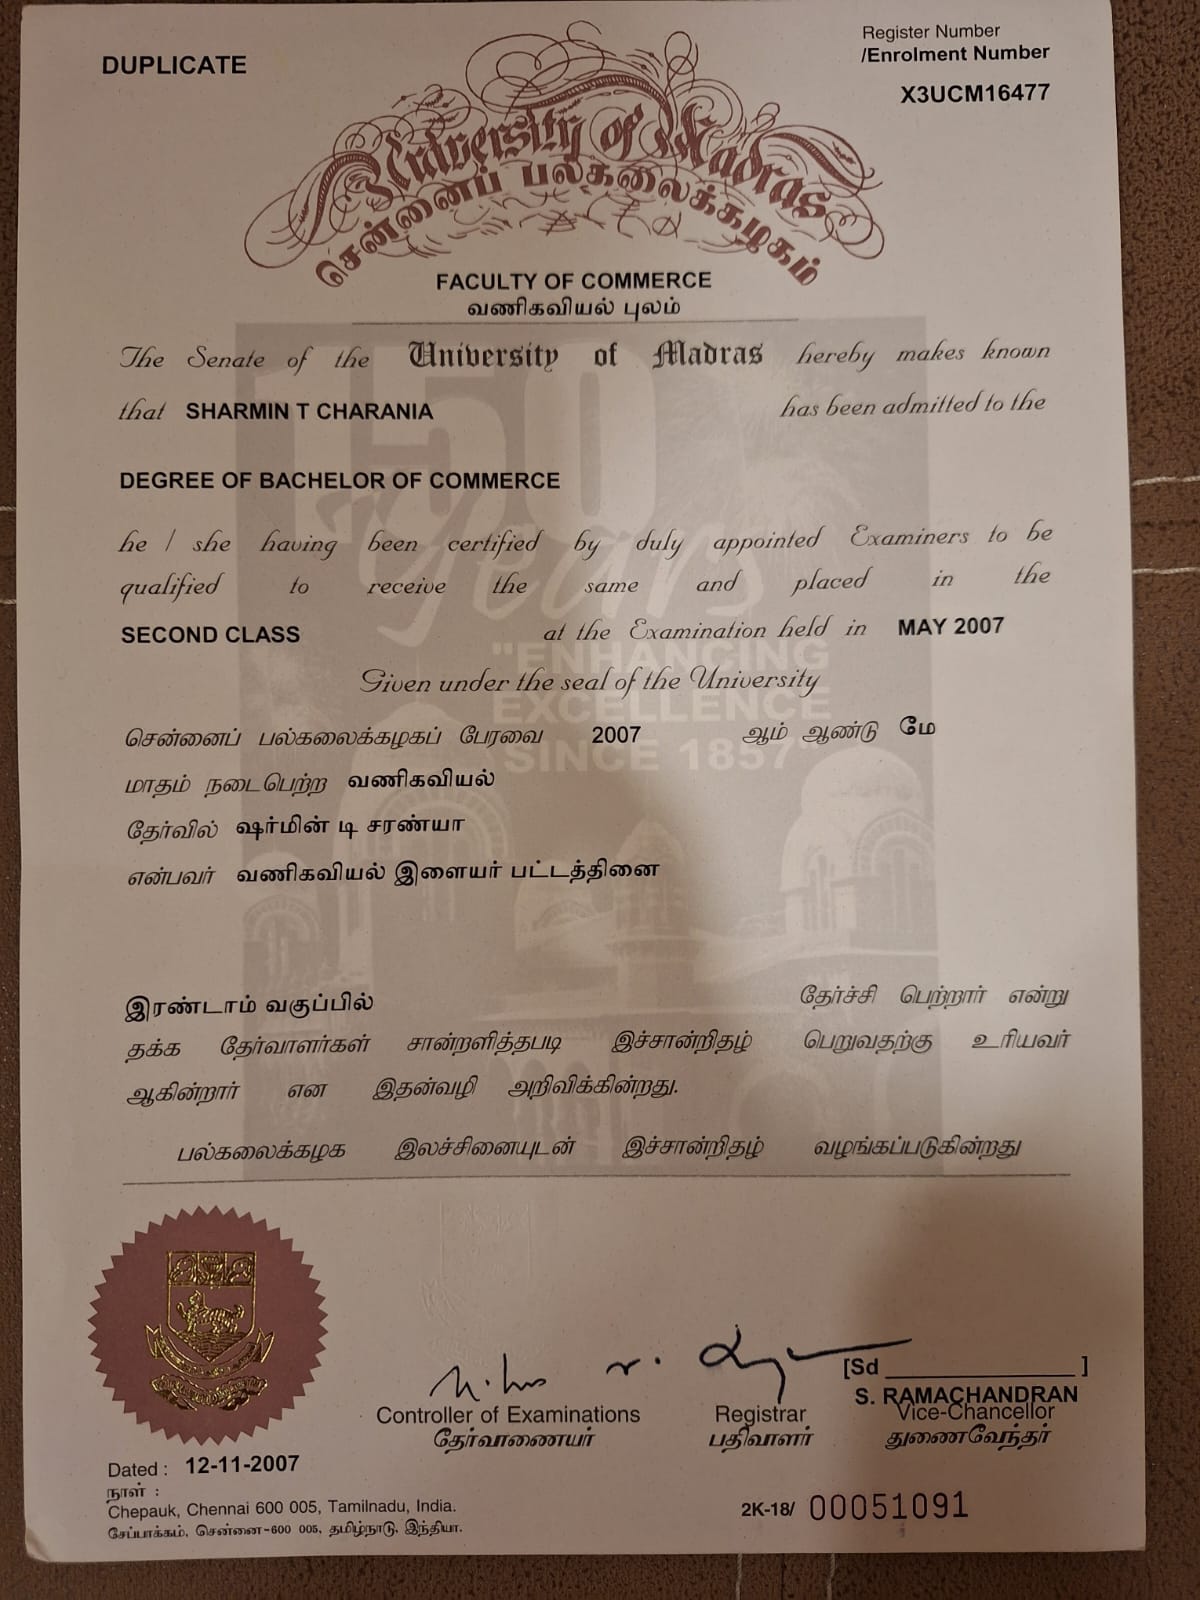 DUPLICATE
Register Number
/Enrolment Number
X3UCM16477
University of Madras
சென்னைப் பல்கலைக்கழகம்
FACULTY OF COMMERCE
வணிகவியல் புலம்
The Senate of the University of Madras hereby makes known
that SHARMIN T CHARANIA has been admitted to the
DEGREE OF BACHELOR OF COMMERCE
he / she having been certified by duly appointed Examiners to be
qualified to receive the same and placed in the
SECOND CLASS at the Examination held in MAY 2007
Given under the seal of the University
சென்னைப் பல்கலைக்கழகப் பேரவை 2007 ஆம் ஆண்டு மே
மாதம் நடைபெற்ற வணிகவியல்
தேர்வில் ஷர்மின் டி சரண்யா
என்பவர் வணிகவியல் இளையர் பட்டத்தினை
இரண்டாம் வகுப்பில் தேர்ச்சி பெற்றார் என்று
தக்க தேர்வாளர்கள் சான்றளித்தபடி இச்சான்றிதழ் பெறுவதற்கு உரியவர்
ஆகின்றார் என இதன்வழி அறிவிக்கின்றது.
பல்கலைக்கழக இலச்சினையுடன் இச்சான்றிதழ் வழங்கப்படுகின்றது
150
Years
"ENHANCING
EXCELLENCE
SINCE 1857"
[Sd ____________ ]
S. RAMACHANDRAN
Controller of Examinations Registrar Vice-Chancellor
தேர்வாணையர் பதிவாளர் துணைவேந்தர்
Dated : 12-11-2007
நாள் :
Chepauk, Chennai 600 005, Tamilnadu, India.
சேப்பாக்கம், சென்னை-600 005, தமிழ்நாடு, இந்தியா.
2K-18/ 00051091